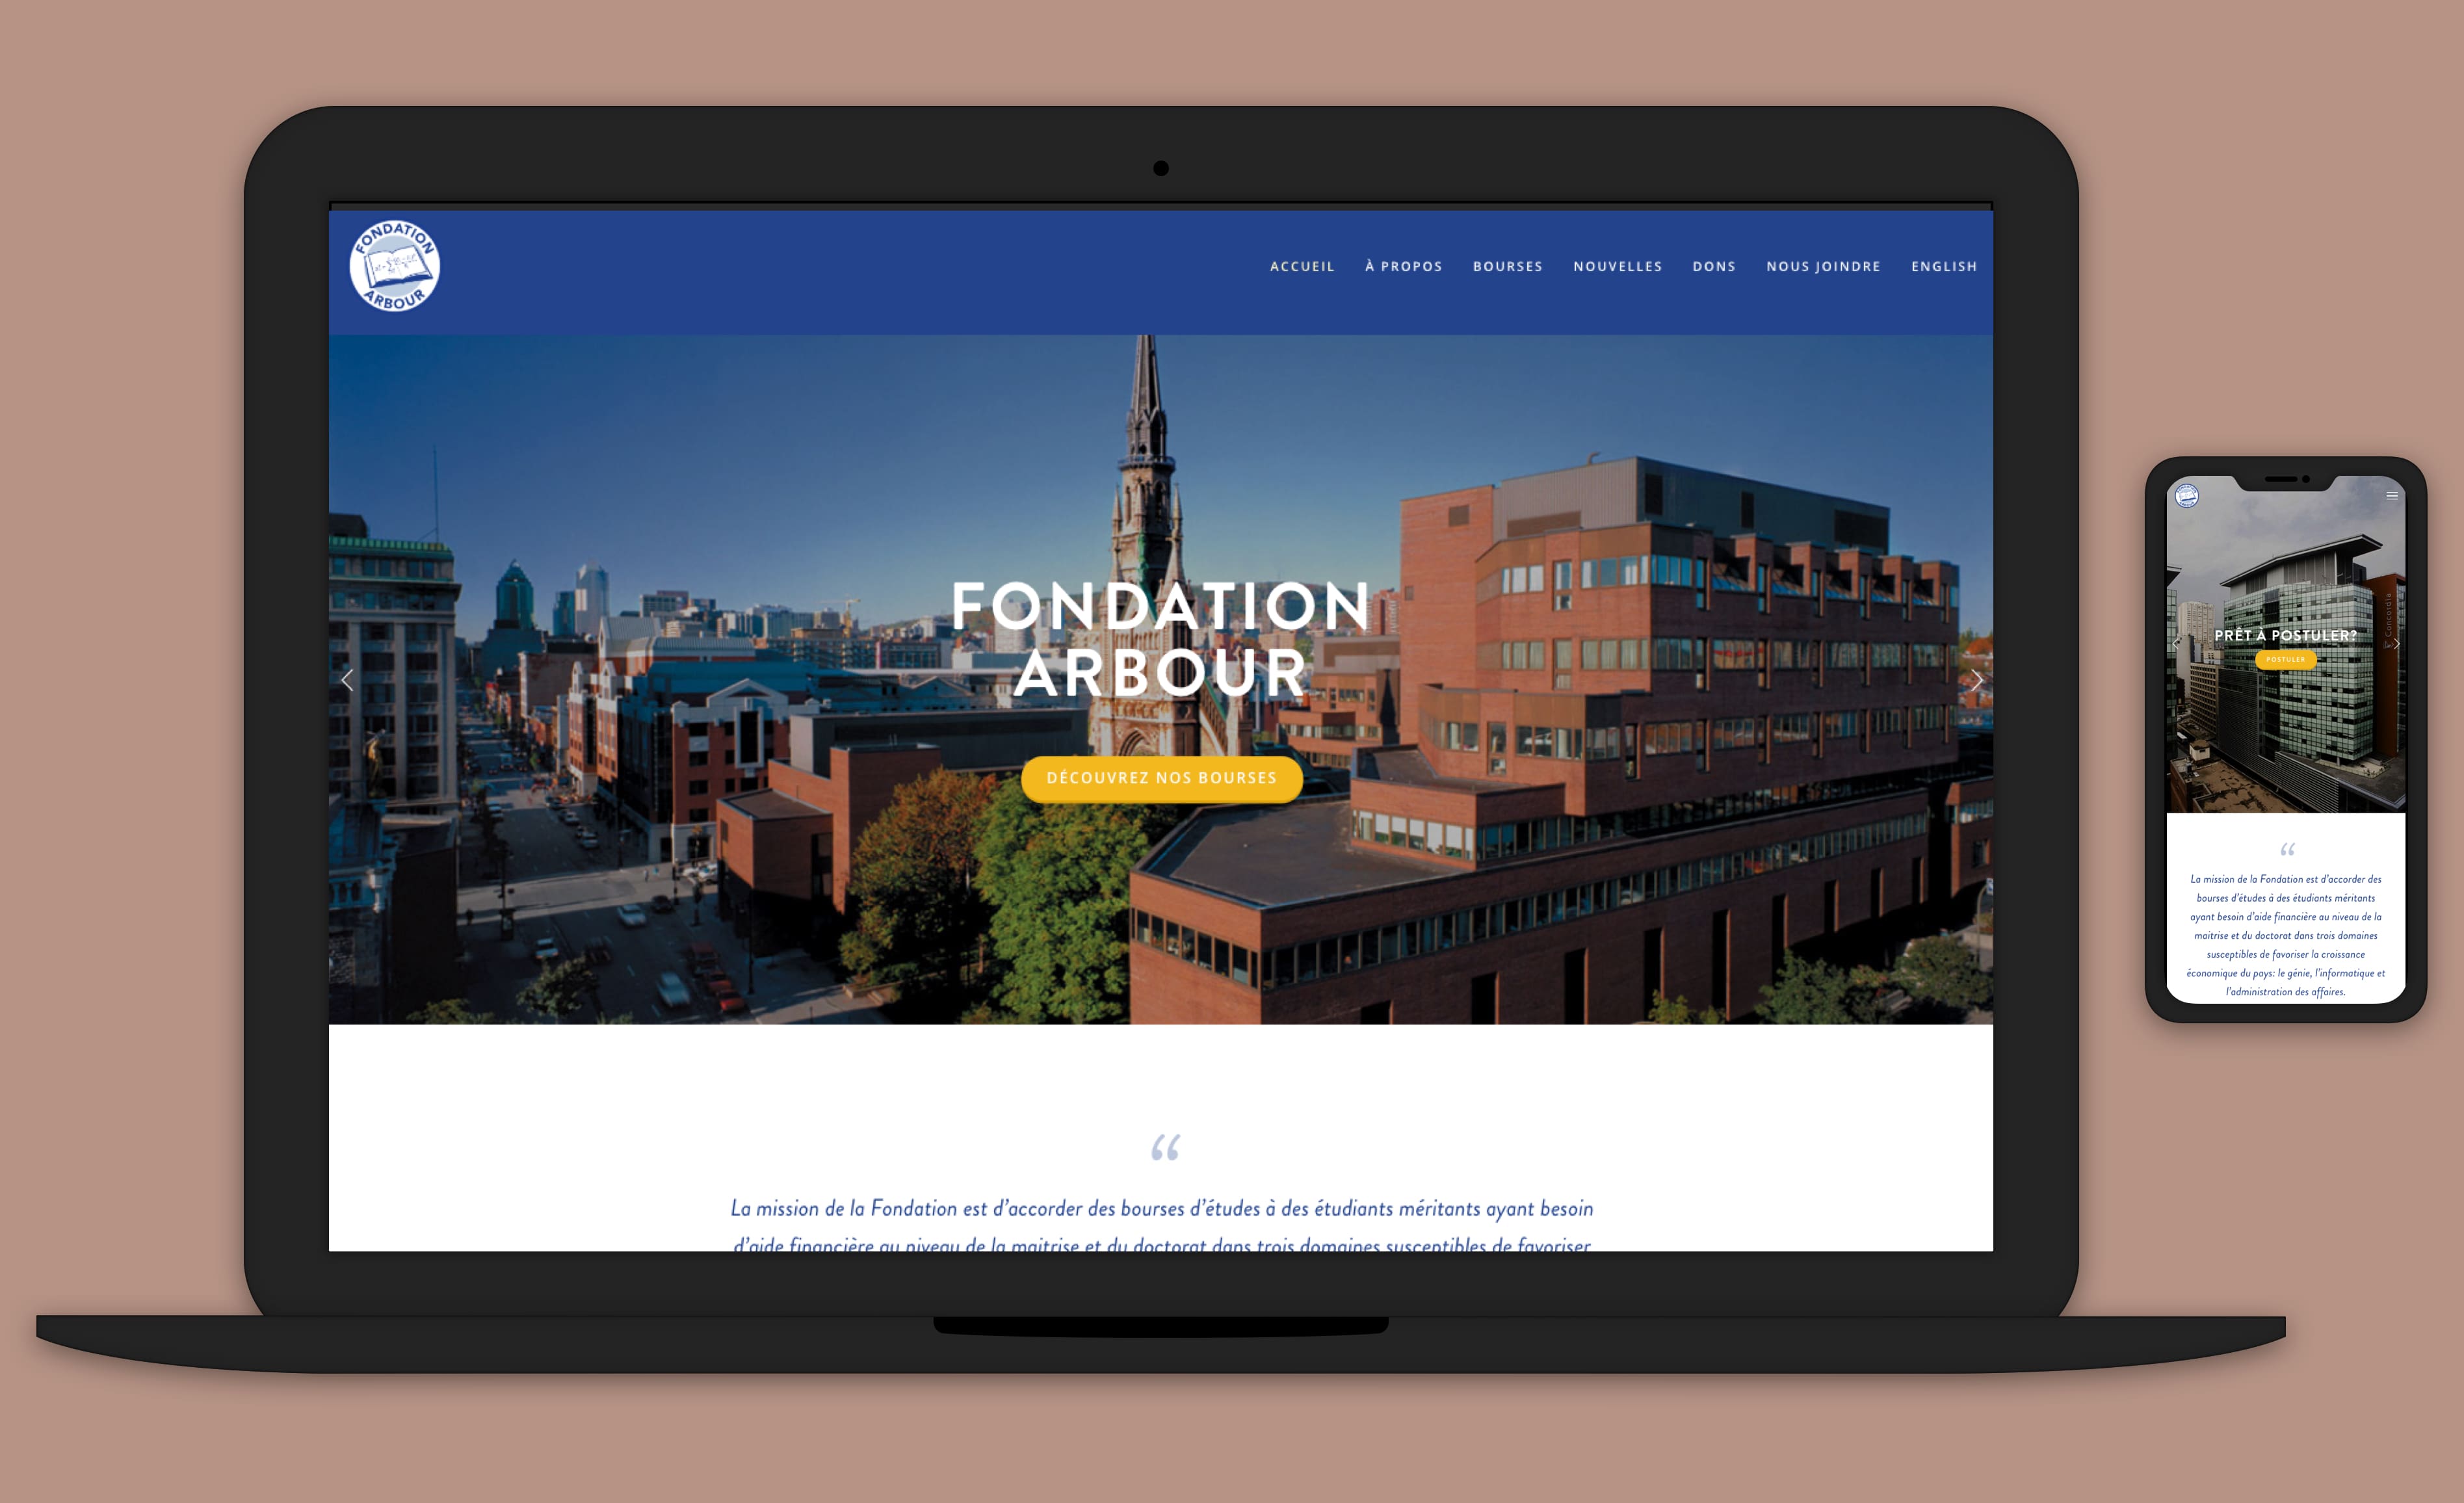 FONDATION
ARBOUR
ACCUEIL À PROPOS BOURSES NOUVELLES DONS NOUS JOINDRE ENGLISH
FONDATION
ARBOUR
DÉCOUVREZ NOS BOURSES
“
La mission de la Fondation est d’accorder des bourses d’études à des étudiants méritants ayant besoin
d’aide financière au niveau de la maitrise et du doctorat dans trois domaines susceptibles de favoriser
Concordia
PRÊT À POSTULER?
POSTULER
“
La mission de la Fondation est d’accorder des
bourses d’études à des étudiants méritants
ayant besoin d’aide financière au niveau de la
maitrise et du doctorat dans trois domaines
susceptibles de favoriser la croissance
économique du pays: le génie, l’informatique et
l’administration des affaires.